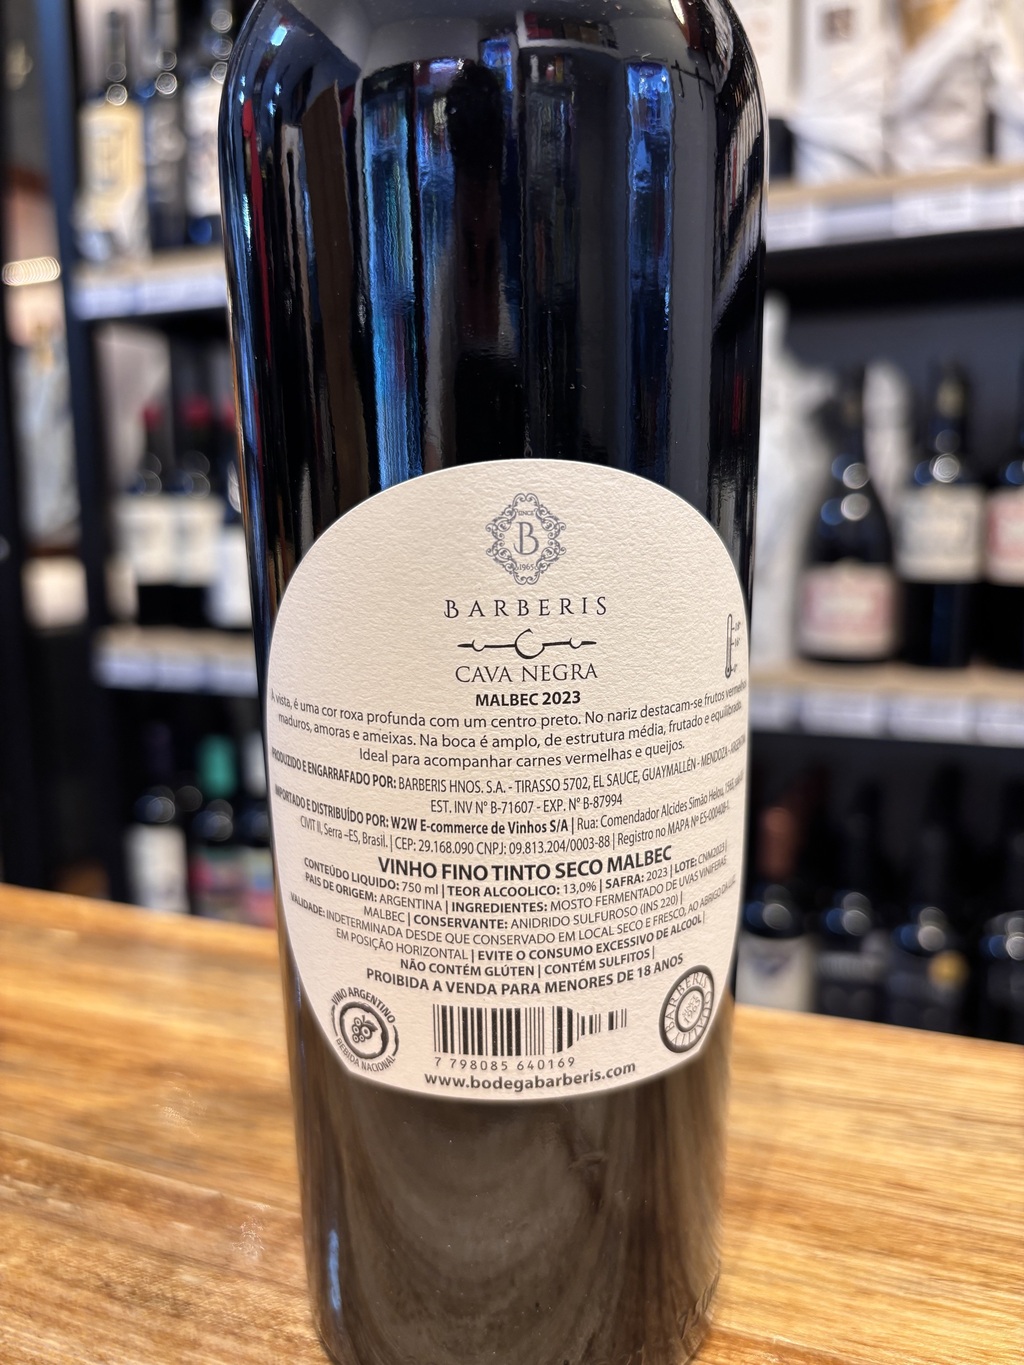 SINCE
B
1965
BARBERIS
CAVA NEGRA
MALBEC 2023
À vista, é uma cor roxa profunda com um centro preto. No nariz destacam-se frutos vermelhos
maduros, amoras e ameixas. Na boca é amplo, de estrutura média, frutado e equilibrado.
Ideal para acompanhar carnes vermelhas e queijos.
PRODUZIDO E ENGARRAFADO POR: BARBERIS HNOS. S.A. - TIRASSO 5702, EL SAUCE, GUAYMALLÉN - MENDOZA - ARGENTINA
EST. INV N° B-71607 - EXP. N° B-87994
IMPORTADO E DISTRIBUÍDO POR: W2W E-commerce de Vinhos S/A | Rua: Comendador Alcides Simão Helou,
CIVIT II, Serra –ES, Brasil. | CEP: 29.168.090 CNPJ: 09.813.204/0003-88 | Registro no MAPA Nº
VINHO FINO TINTO SECO MALBEC
CONTEÚDO LIQUIDO: 750 ml | TEOR ALCOOLICO: 13,0% | SAFRA: 2023 | LOTE: CNM2023 |
PAIS DE ORIGEM: ARGENTINA | INGREDIENTES: MOSTO FERMENTADO DE UVAS VINIFERAS
MALBEC | CONSERVANTE: ANIDRIDO SULFUROSO (INS 220) |
VALIDADE: INDETERMINADA DESDE QUE CONSERVADO EM LOCAL SECO E FRESCO, AO ABRIGO DA LUZ,
EM POSIÇÃO HORIZONTAL | EVITE O CONSUMO EXCESSIVO DE ALCOOL |
NÃO CONTÉM GLÚTEN | CONTÉM SULFITOS |
PROIBIDA A VENDA PARA MENORES DE 18 ANOS
VINO ARGENTINO
BEBIDA NACIONAL
BARBERIS
1965
7 798085 640169
www.bodegabarberis.com